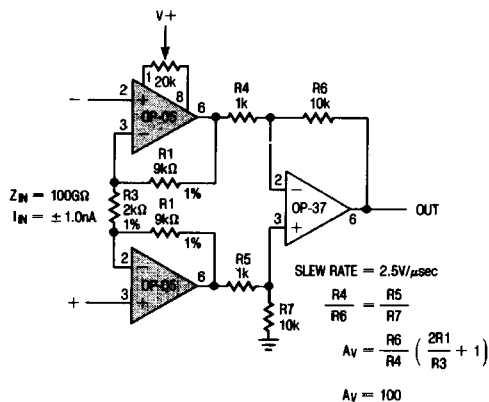 V+
1
20k
8
2
−
+
OP-05
6
3
−
R4
1k
R6
10k
R1
9kΩ
1%
ZIN = 100GΩ
IIN = ± 1.0nA
R3
2kΩ
1%
R1
9kΩ
1%
2
−
3
+
OP-37
6
OUT
2
−
OP-05
6
+
3
+
R5
1k
R7
10k
SLEW RATE = 2.5V/µsec
R4/R6 = R5/R7
AV = R6/R4 ( 2R1/R3 + 1 )
AV = 100